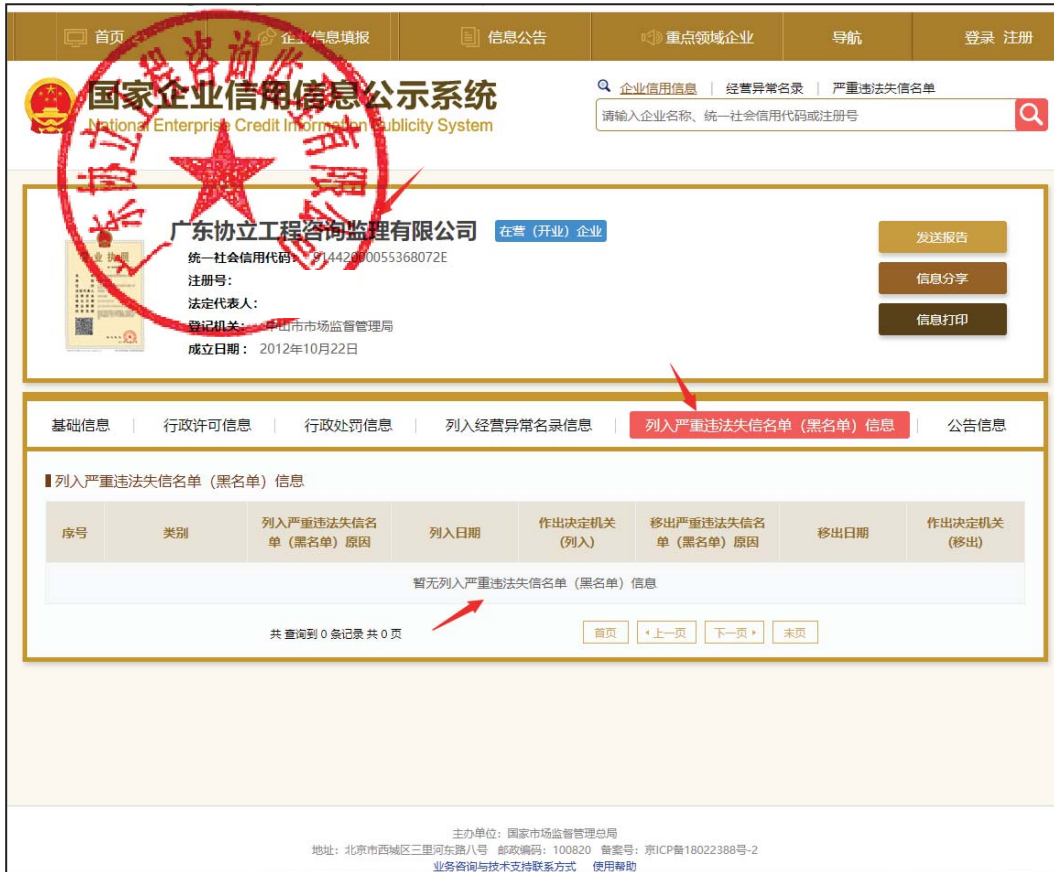 首页 企业信息填报 信息公告 重点领域企业 导航 登录 注册
国家企业信用信息公示系统
National Enterprise Credit Information Publicity System
企业信用信息 | 经营异常名录 | 严重违法失信名单
请输入企业名称、统一社会信用代码或注册号
广东协立工程咨询监理有限公司 在营（开业）企业
统一社会信用代码： 91442000055368072E
注册号：
法定代表人：
登记机关： 中山市市场监督管理局
成立日期： 2012年10月22日
发送报告
信息分享
信息打印
基础信息 | 行政许可信息 | 行政处罚信息 | 列入经营异常名录信息 | 列入严重违法失信名单（黑名单）信息 | 公告信息
列入严重违法失信名单（黑名单）信息
序号 类别 列入严重违法失信名单（黑名单）原因 列入日期 作出决定机关(列入) 移出严重违法失信名单（黑名单）原因 移出日期 作出决定机关(移出)
暂无列入严重违法失信名单（黑名单）信息
共 查询到 0 条记录 共 0 页 首页 上一页 下一页 末页
主办单位：国家市场监督管理总局
地址：北京市西城区三里河东路八号 邮政编码：100820 备案号：京ICP备18022388号-2
业务咨询与技术支持联系方式 使用帮助